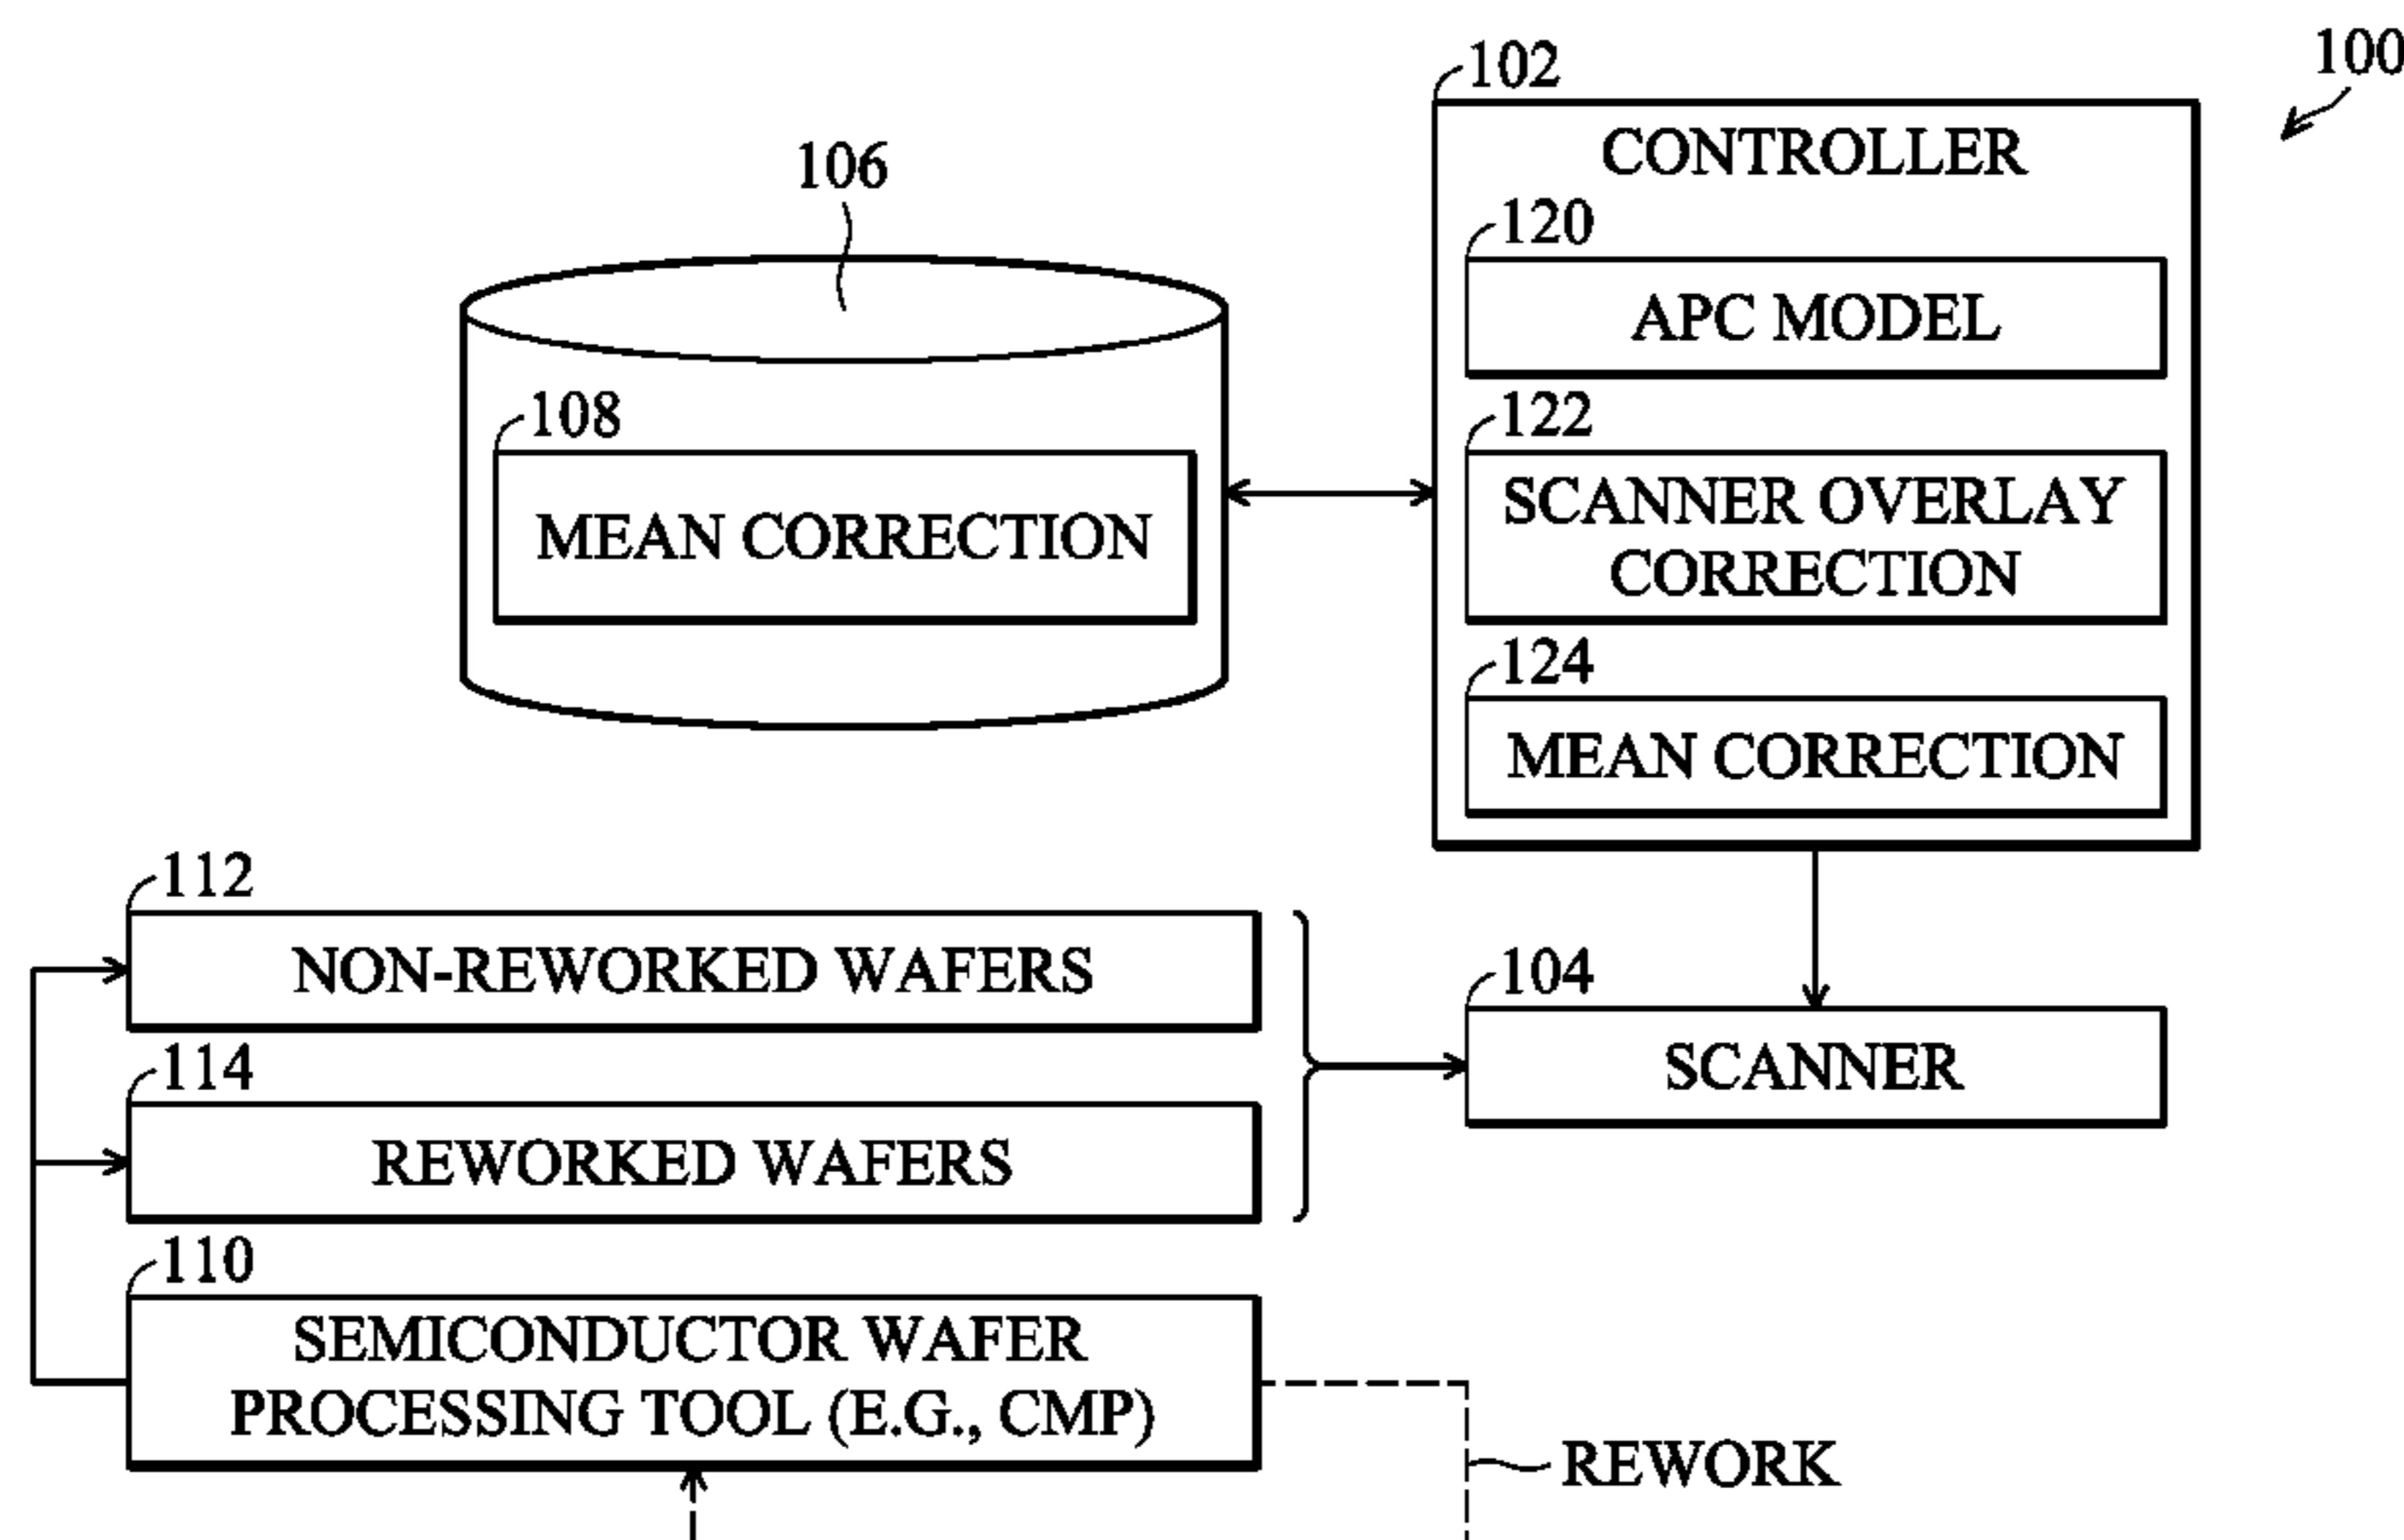 100
102
CONTROLLER
106
120
APC MODEL
108
MEAN CORRECTION
122
SCANNER OVERLAY
CORRECTION
124
MEAN CORRECTION
112
NON-REWORKED WAFERS
104
SCANNER
114
REWORKED WAFERS
110
SEMICONDUCTOR WAFER
PROCESSING TOOL (E.G., CMP)
REWORK